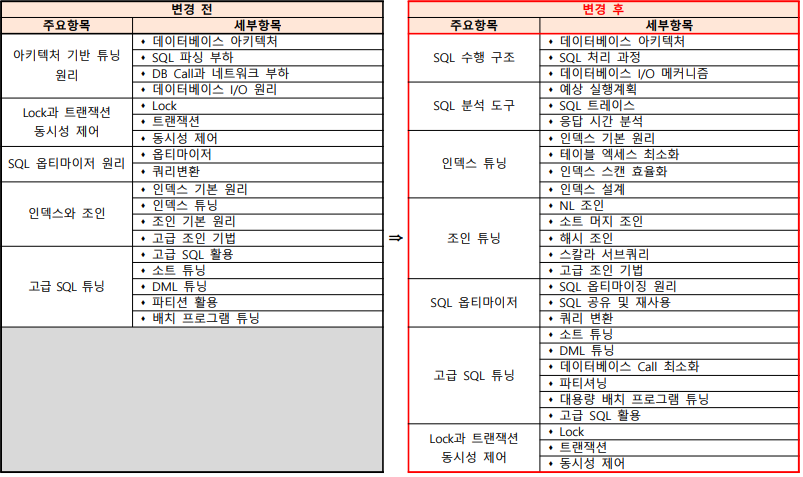 변경 전
주요항목 세부항목
아키텍처 기반 튜닝
원리
♦ 데이터베이스 아키텍처
♦ SQL 파싱 부하
♦ DB Call과 네트워크 부하
♦ 데이터베이스 I/O 원리
Lock과 트랜잭션
동시성 제어
♦ Lock
♦ 트랜잭션
♦ 동시성 제어
SQL 옵티마이저 원리
♦ 옵티마이저
♦ 쿼리변환
인덱스와 조인
♦ 인덱스 기본 원리
♦ 인덱스 튜닝
♦ 조인 기본 원리
♦ 고급 조인 기법
고급 SQL 튜닝
♦ 고급 SQL 활용
♦ 소트 튜닝
♦ DML 튜닝
♦ 파티션 활용
♦ 배치 프로그램 튜닝
⇒
변경 후
주요항목 세부항목
SQL 수행 구조
♦ 데이터베이스 아키텍처
♦ SQL 처리 과정
♦ 데이터베이스 I/O 메커니즘
SQL 분석 도구
♦ 예상 실행계획
♦ SQL 트레이스
♦ 응답 시간 분석
인덱스 튜닝
♦ 인덱스 기본 원리
♦ 테이블 엑세스 최소화
♦ 인덱스 스캔 효율화
♦ 인덱스 설계
조인 튜닝
♦ NL 조인
♦ 소트 머지 조인
♦ 해시 조인
♦ 스칼라 서브쿼리
♦ 고급 조인 기법
SQL 옵티마이저
♦ SQL 옵티마이징 원리
♦ SQL 공유 및 재사용
♦ 쿼리 변환
고급 SQL 튜닝
♦ 소트 튜닝
♦ DML 튜닝
♦ 데이터베이스 Call 최소화
♦ 파티셔닝
♦ 대용량 배치 프로그램 튜닝
♦ 고급 SQL 활용
Lock과 트랜잭션
동시성 제어
♦ Lock
♦ 트랜잭션
♦ 동시성 제어